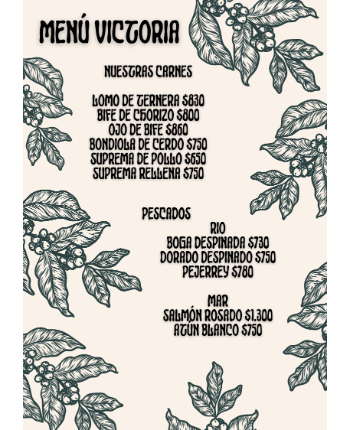 MENÚ VICTORIA
NUESTRAS CARNES
LOMO DE TERNERA $830
BIFE DE CHORIZO $800
OJO DE BIFE $860
BONDIOLA DE CERDO $750
SUPREMA DE POLLO $650
SUPREMA RELLENA $750
PESCADOS
RIO
BOGA DESPINADA $730
DORADO DESPINADO $750
PEJERREY $780
MAR
SALMÓN ROSADO $1.300
ATÚN BLANCO $750